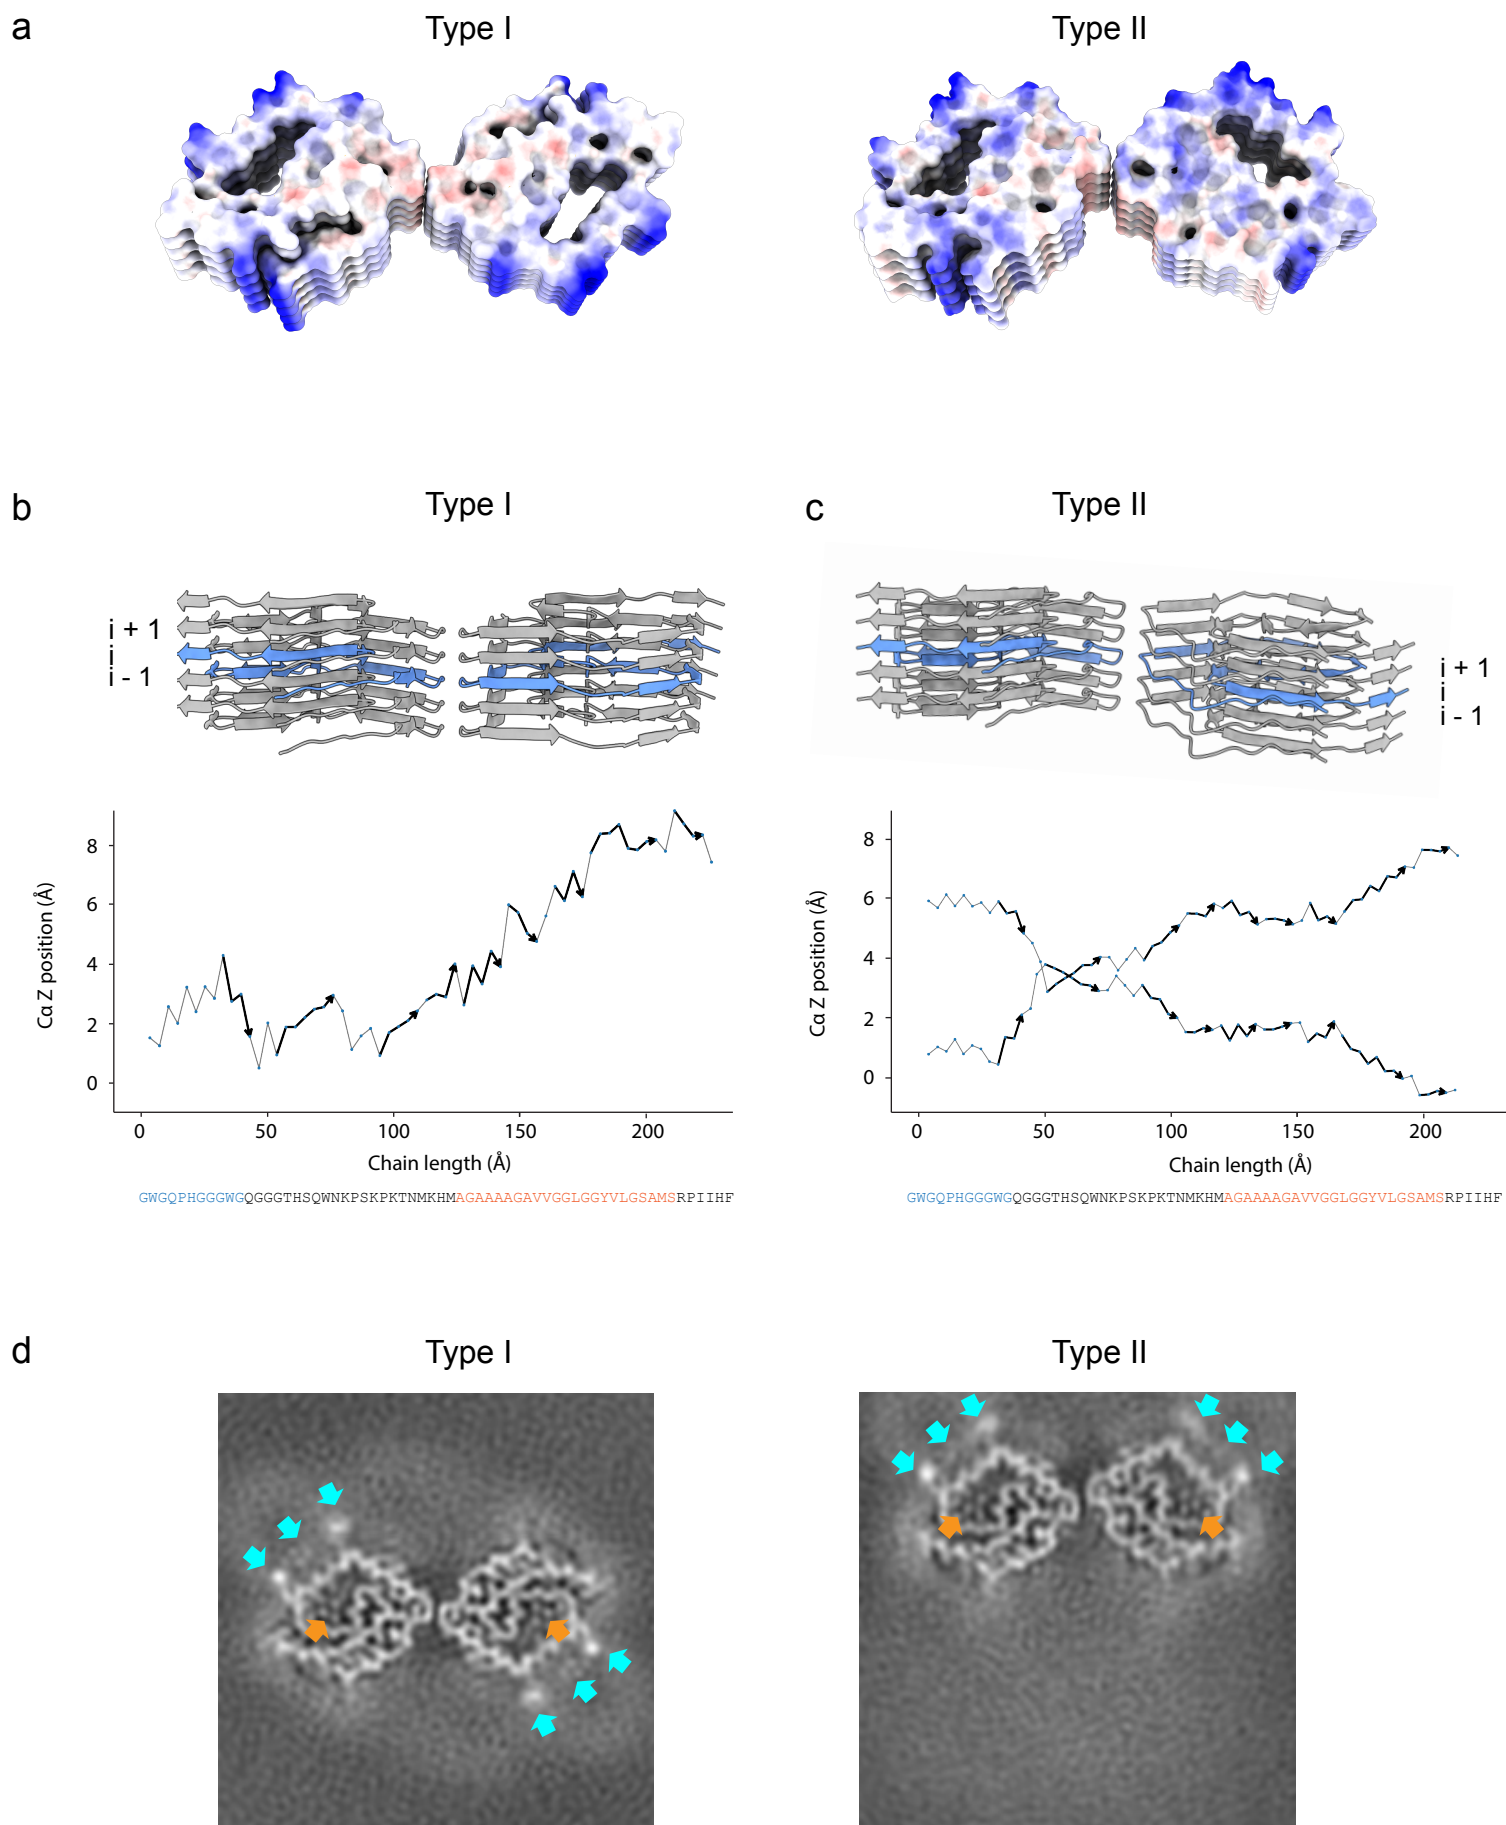 a
Type I
Type II
b
Type I
c
Type II
i + 1
i
i - 1
i + 1
i
i - 1
Cα Z position (Å)
8
6
4
2
0
0
50
100
150
200
Chain length (Å)
GWGQPHGGGWGQGGGTHSQWNKPSKPKTNMKHMAGAAAAGAVVGGLGGYVLGSAMSRPIIHF
Cα Z position (Å)
8
6
4
2
0
0
50
100
150
200
Chain length (Å)
GWGQPHGGGWGQGGGTHSQWNKPSKPKTNMKHMAGAAAAGAVVGGLGGYVLGSAMSRPIIHF
d
Type I
Type II